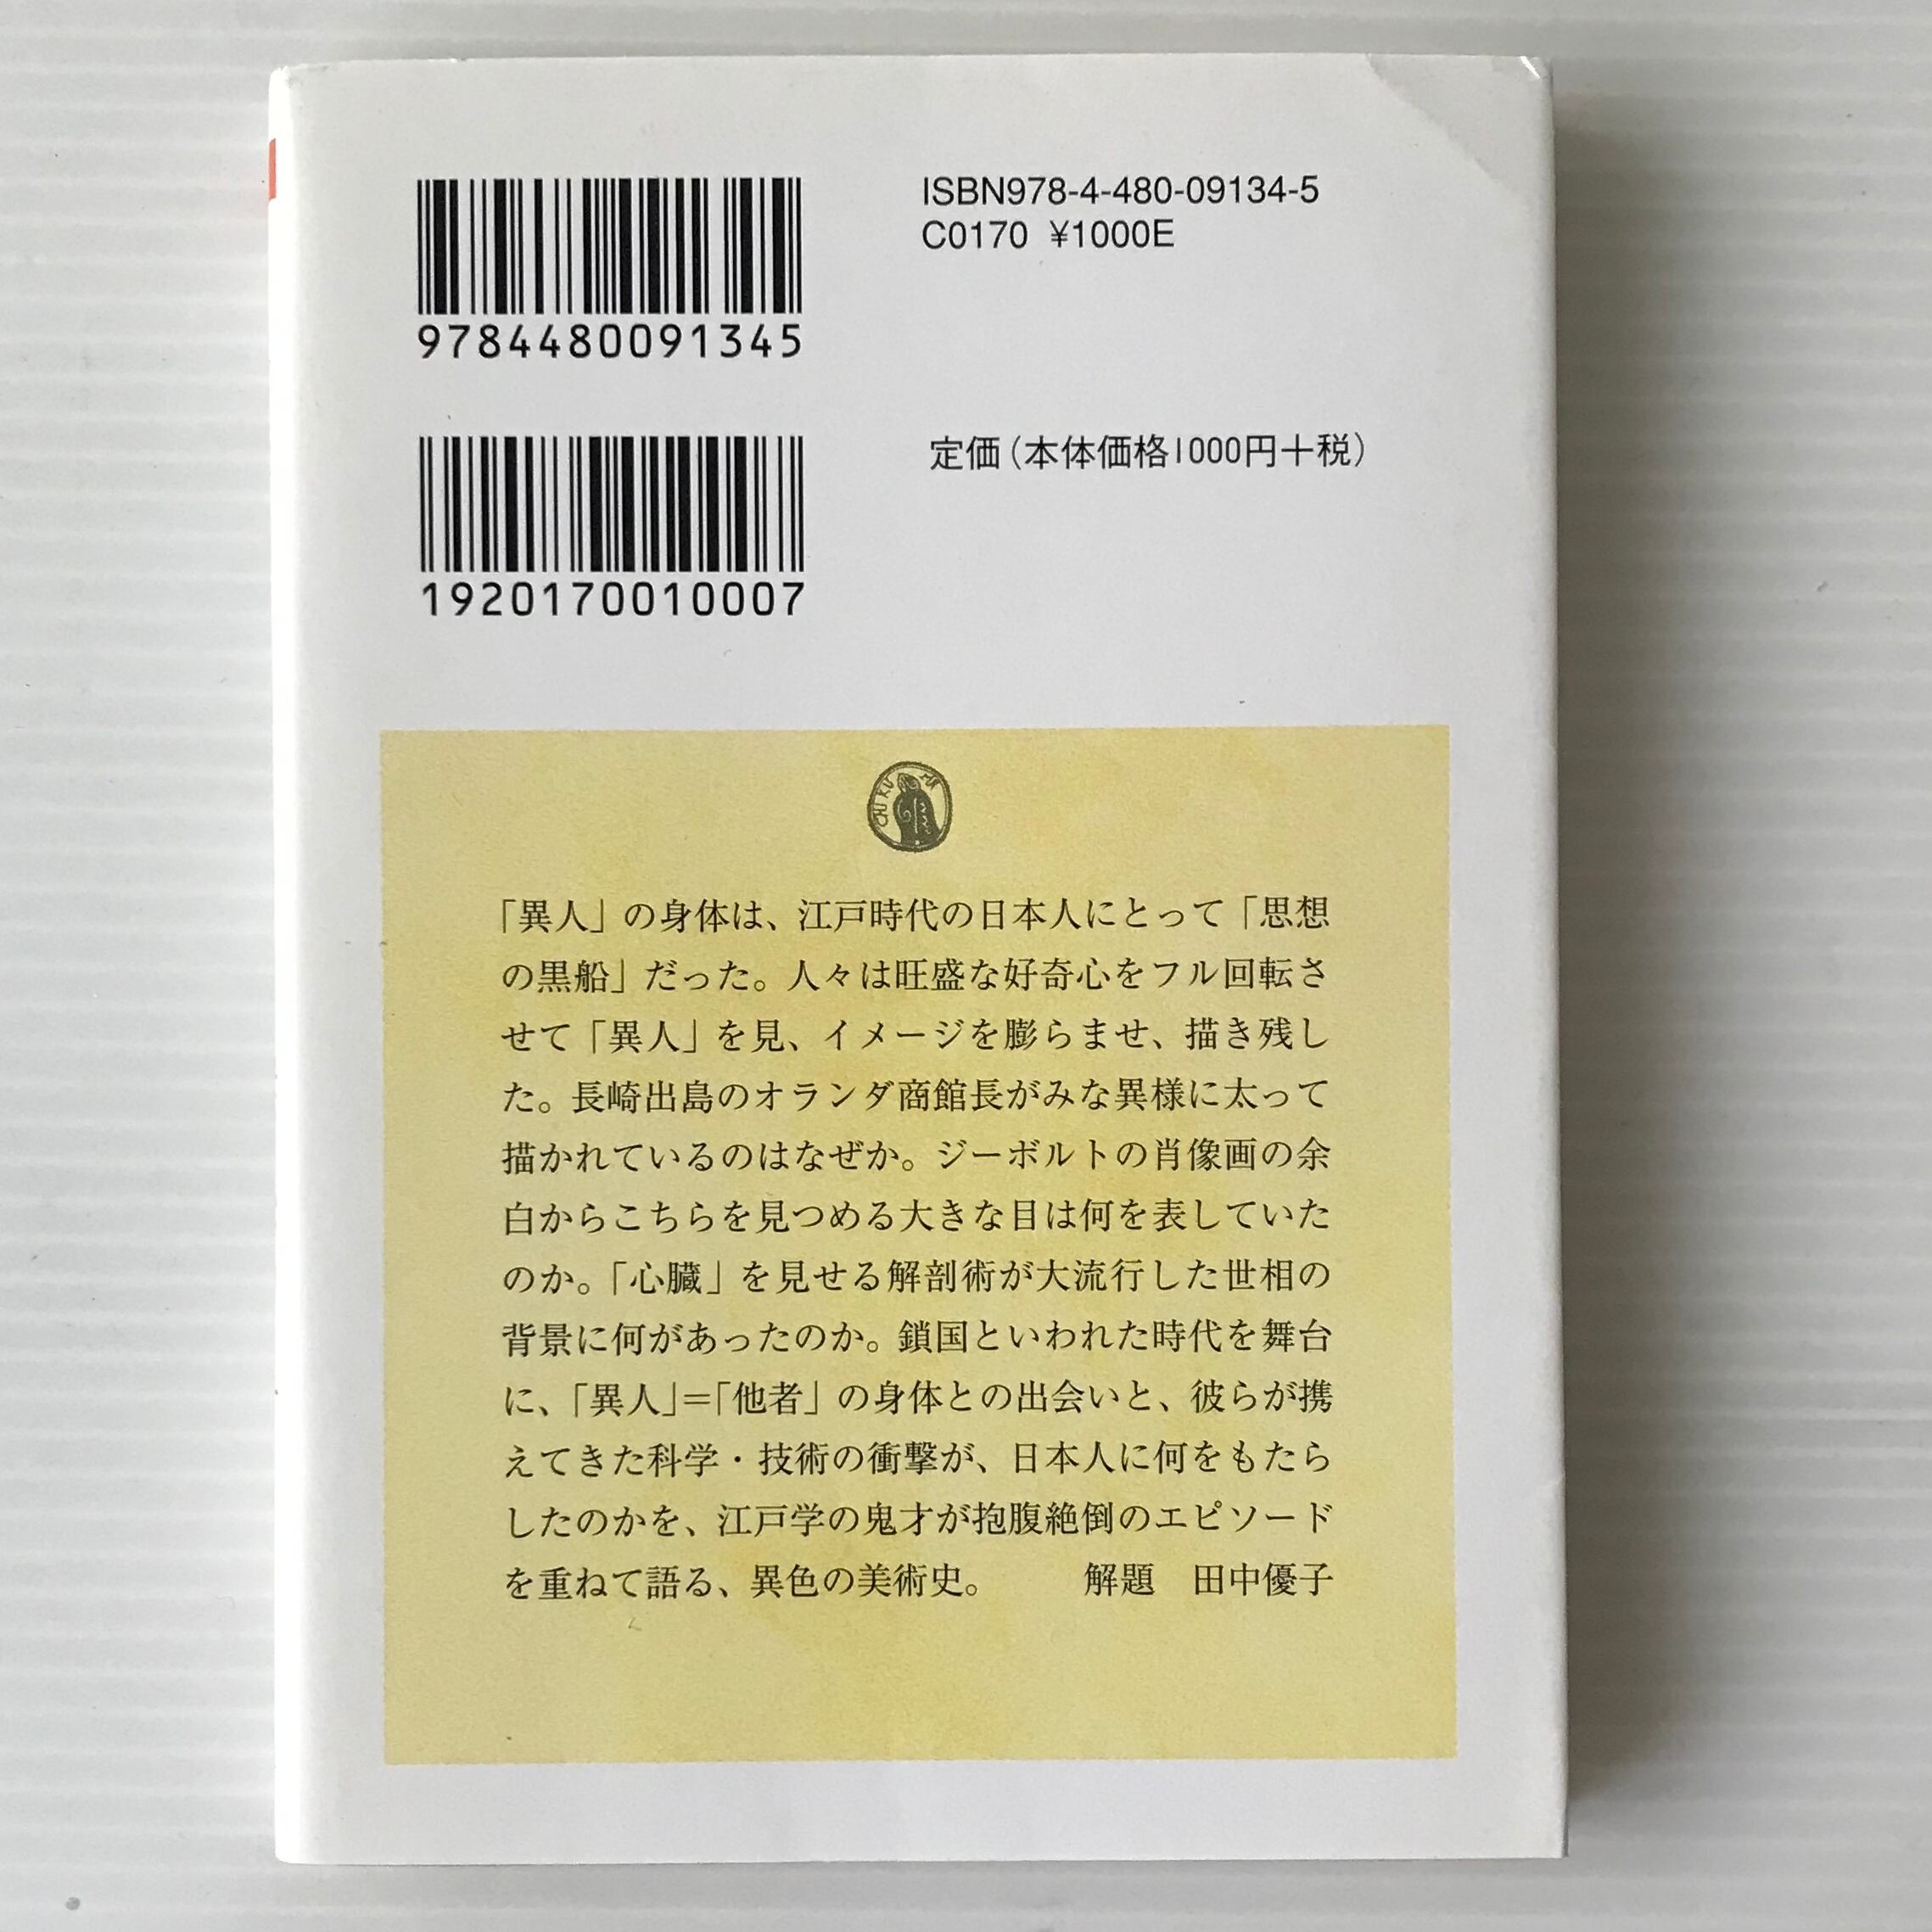 ISBN978-4-480-09134-5
C0170 ¥1000E
9784480091345
定価(本体価格1000円+税)
1920170010007
CHIKUMA
「異人」の身体は、江戸時代の日本人にとって「思想
の黒船」だった。人々は旺盛な好奇心をフル回転さ
せて「異人」を見、イメージを膨らませ、描き残し
た。長崎出島のオランダ商館長がみな異様に太って
描かれているのはなぜか。ジーボルトの肖像画の余
白からこちらを見つめる大きな目は何を表していた
のか。「心臓」を見せる解剖術が大流行した世相の
背景に何があったのか。鎖国といわれた時代を舞台
に、「異人」=「他者」の身体との出会いと、彼らが携
えてきた科学・技術の衝撃が、日本人に何をもたら
したのかを、江戸学の鬼才が抱腹絶倒のエピソード
を重ねて語る、異色の美術史。 解題 田中優子